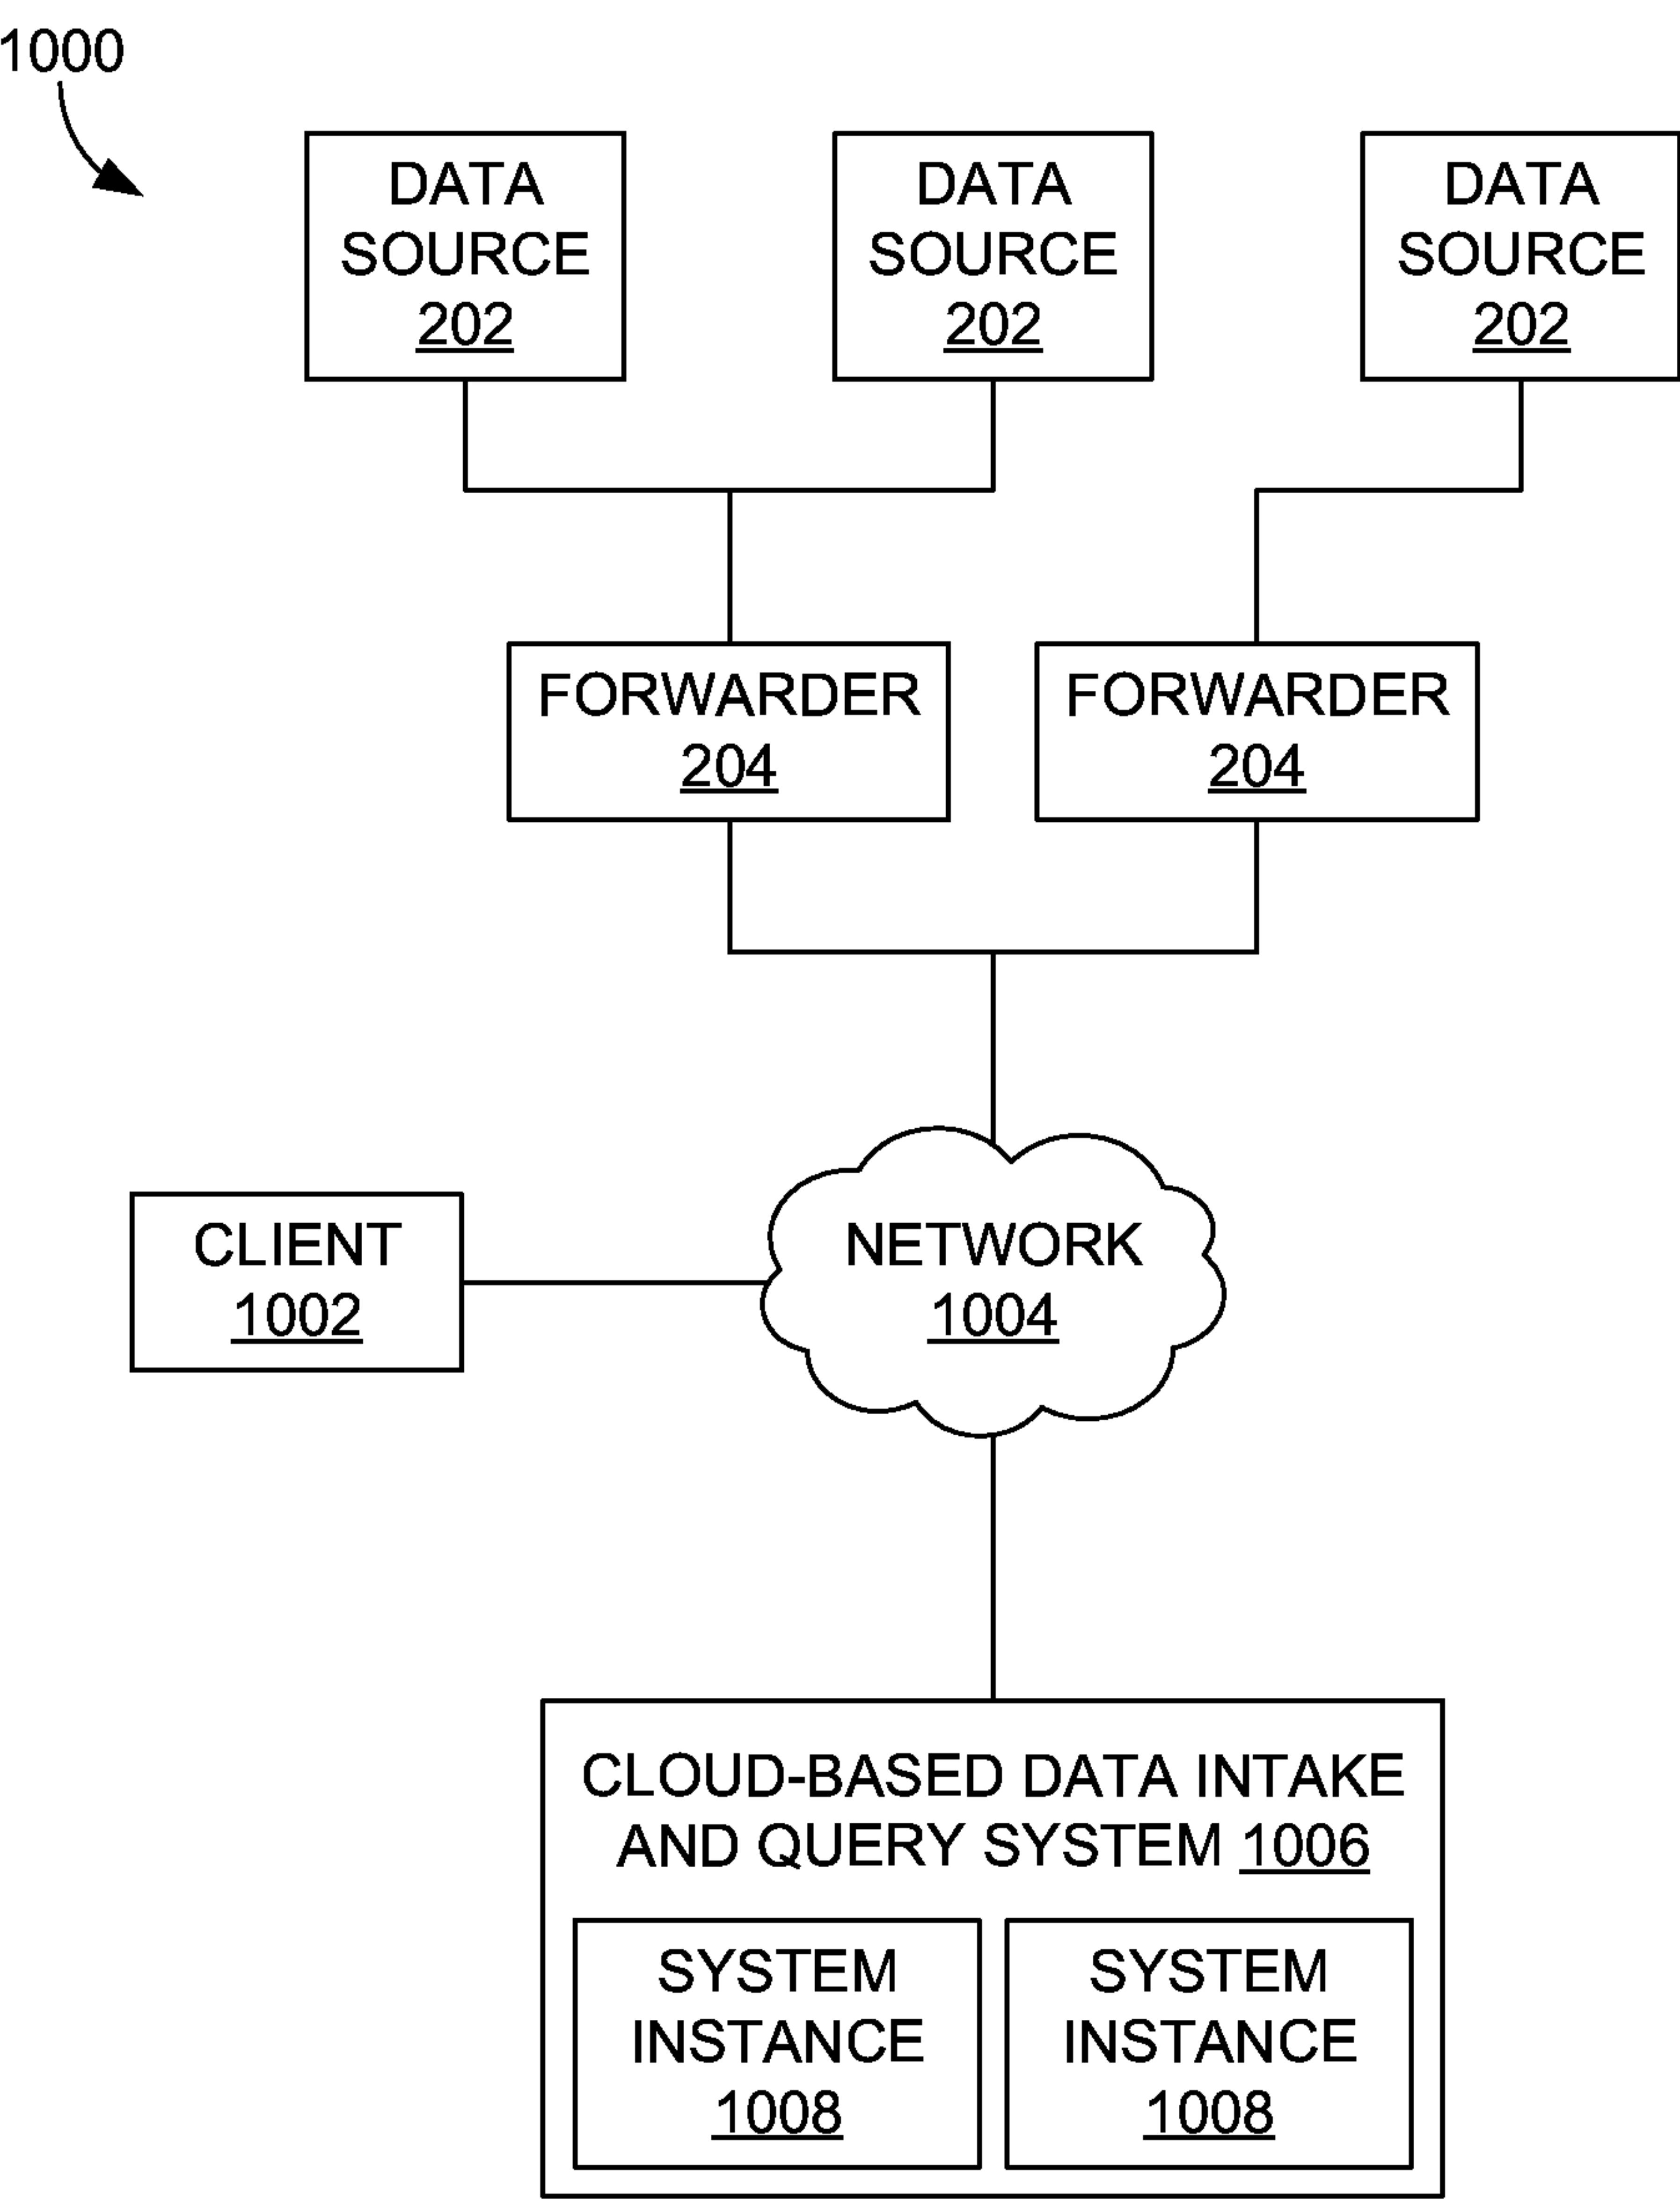 1000
DATA
SOURCE
202
DATA
SOURCE
202
DATA
SOURCE
202
FORWARDER
204
FORWARDER
204
CLIENT
1002
NETWORK
1004
CLOUD-BASED DATA INTAKE
AND QUERY SYSTEM 1006
SYSTEM
INSTANCE
1008
SYSTEM
INSTANCE
1008